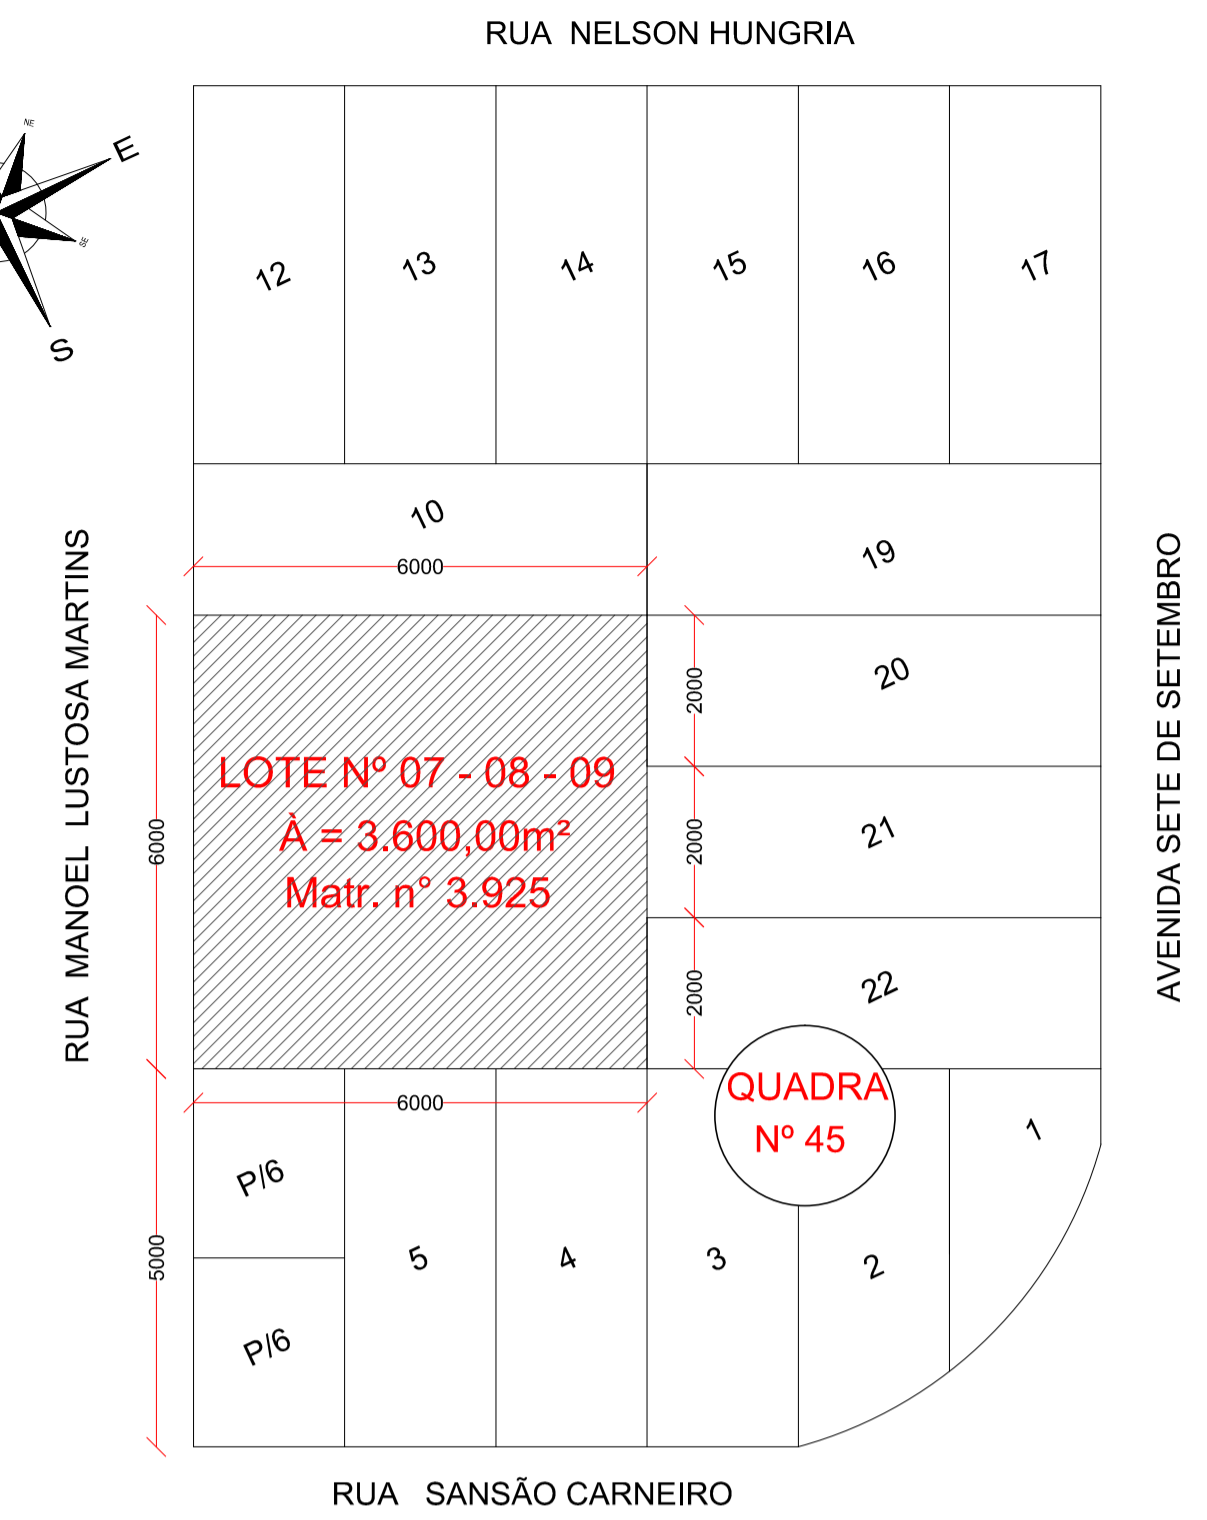 RUA NELSON HUNGRIA
NE
E
SE
S
12
13
14
15
16
17
10
6000
19
20
2000
RUA MANOEL LUSTOSA MARTINS
6000
LOTE Nº 07 - 08 - 09
À = 3.600,00m²
Matr. n° 3.925
21
2000
AVENIDA SETE DE SETEMBRO
22
2000
6000
QUADRA
Nº 45
1
P/6
5
4
3
2
5000
P/6
RUA SANSÃO CARNEIRO